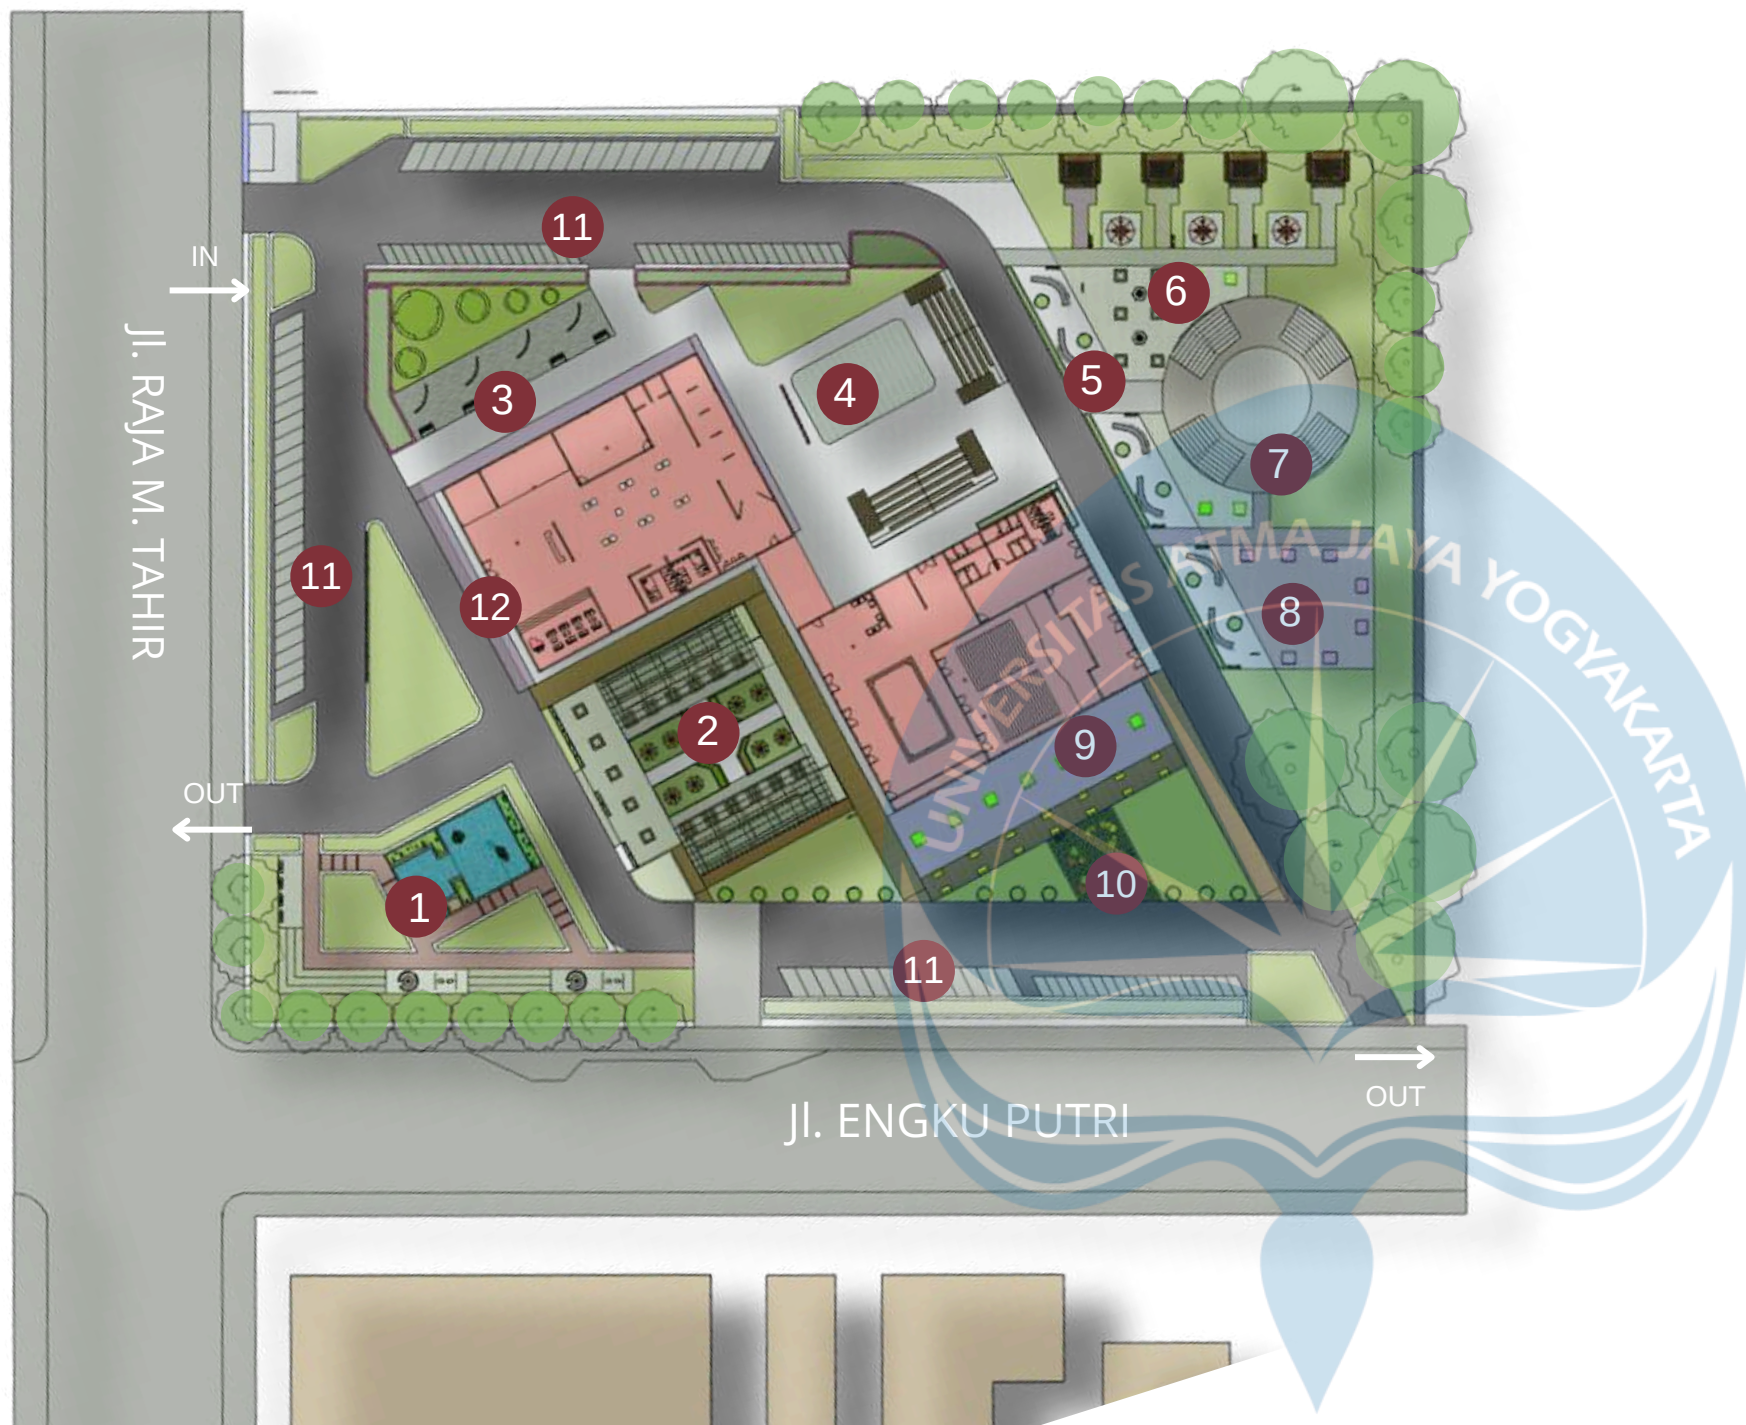 11
IN
6
Jl. RAJA M. TAHIR
5
4
3
7
UNIVERSITAS ATMA JAYA YOGYAKARTA
11
12
8
2
9
OUT
10
1
11
OUT
Jl. ENGKU PUTRI